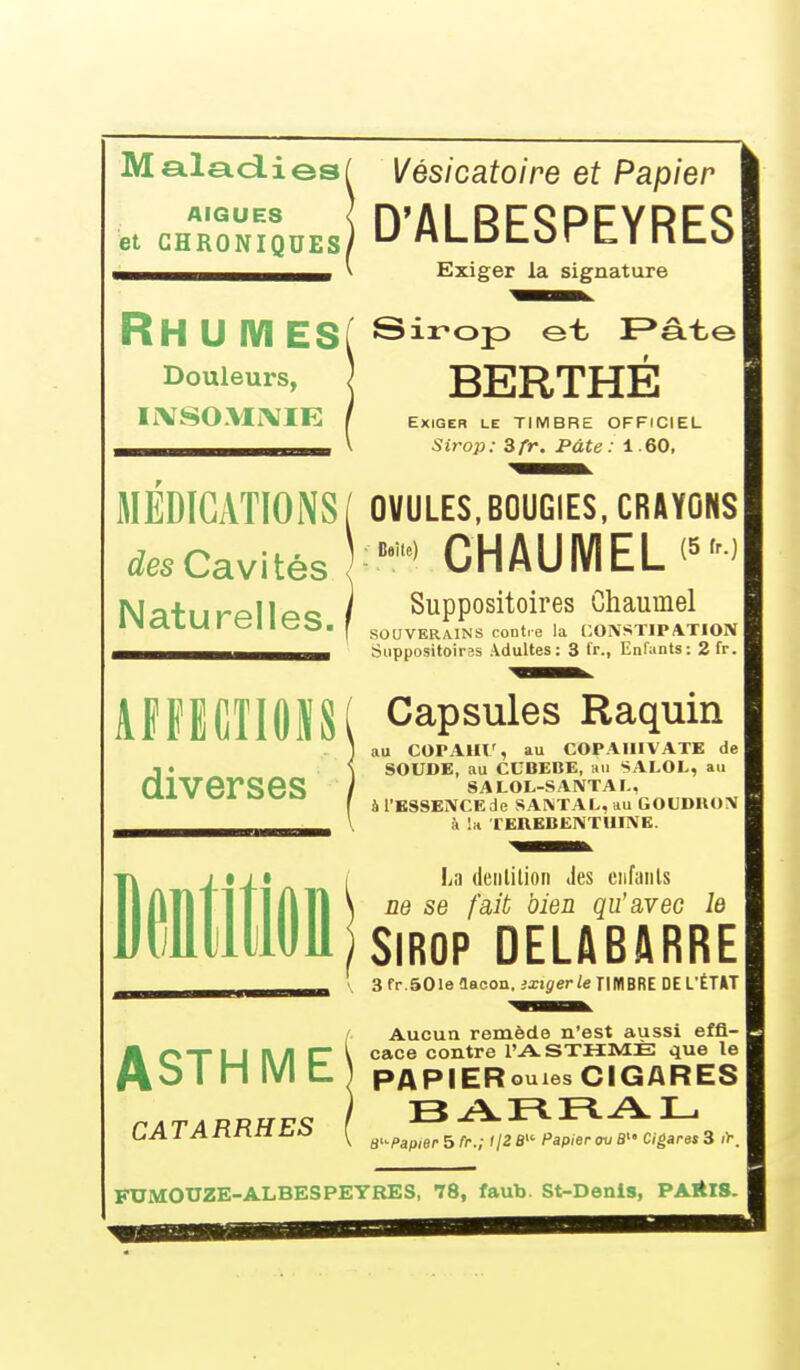 Maladies
AIGUES
et CHRONIQUES
Vésicatoire et Papier
D'ALBESPEYRES
Exiger la signature
RHUMES
Douleurs,
INSOMNIE
Sirop et Pâte
BERTHÉ
EXIGER LE TIMBRE OFFICIEL
Sirop: 3 fr. Pâte: 1.60,
MÉDICATIONS
des Cavités
Naturelles.
OVULES, BOUGIES, CRAYONS
Boîte) CHAUMEL (5 fr.)
Suppositoires Chaumel
SOUVERAINS contre la CONSTIPATION
Suppositoires Adultes: 3 fr., Enfants: 2 fr.
AFFECTIONS
diverses
Capsules Raquin
au COPAHU, au COPAHIVATE de
SOUDE, au CUBEBE, au SALOL, au
SALOL-SANTAL,
à l'ESSENCE de SANTAL, au GOUDRON
à la TEREBENTHINE.
Dentition
La dentition des enfants
ne se fait bien qu'avec le
SIROP DELABARRE
3 fr.50 le flacon, exiger le TIMBRE DE L'ÉTAT
ASTHME
CATARRHES
Aucun remède n'est aussi effi-
cace contre l'ASTHME que le
PAPIER ou les CIGARES
BARRAL
Bte Papier 5 fr.; 1/2 Bte Papier ou Bte Cigares 3 fr.
FUMOUZE-ALBESPEYRES, 78, faub. St-Denis, PARIS.